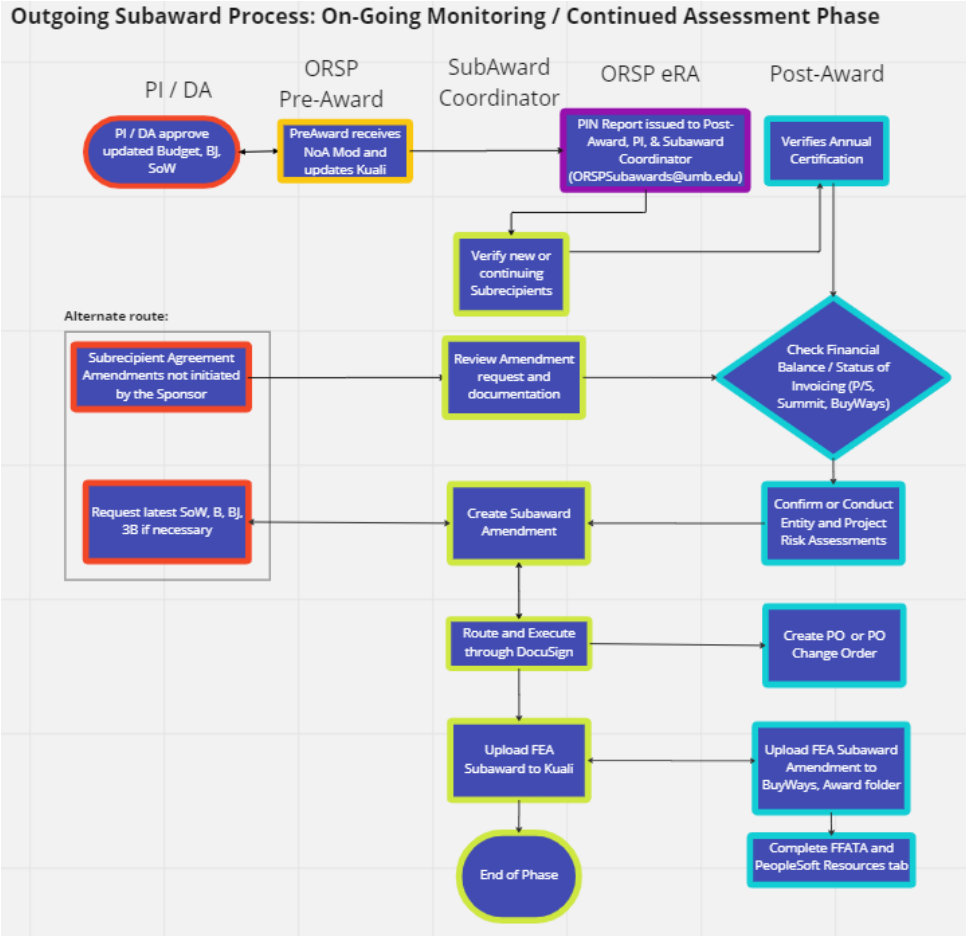 Outgoing Subaward Process: On-Going Monitoring / Continued Assessment Phase
PI / DA
ORSP
Pre-Award
SubAward
Coordinator
ORSP eRA
Post-Award
PI / DA approve
updated Budget, BJ,
SoW
PreAward receives
NoA Mod and
updates Kuali
PIN Report issued to Post-
Award, PI, & Subaward
Coordinator
(ORSPSubawards@umb.edu)
Verifies Annual
Certification
Verify new or
continuing
Subrecipients
Alternate route:
Subrecipient Agreement
Amendments not initiated
by the Sponsor
Review Amendment
request and
documentation
Check Financial
Balance / Status of
Invoicing (P/S,
Summit, BuyWays)
Request latest SoW, B, BJ,
3B if necessary
Create Subaward
Amendment
Confirm or Conduct
Entity and Project
Risk Assessments
Route and Execute
through DocuSign
Create PO or PO
Change Order
Upload FEA
Subaward to Kuali
Upload FEA Subaward
Amendment to
BuyWays, Award folder
End of Phase
Complete FFATA and
PeopleSoft Resources tab